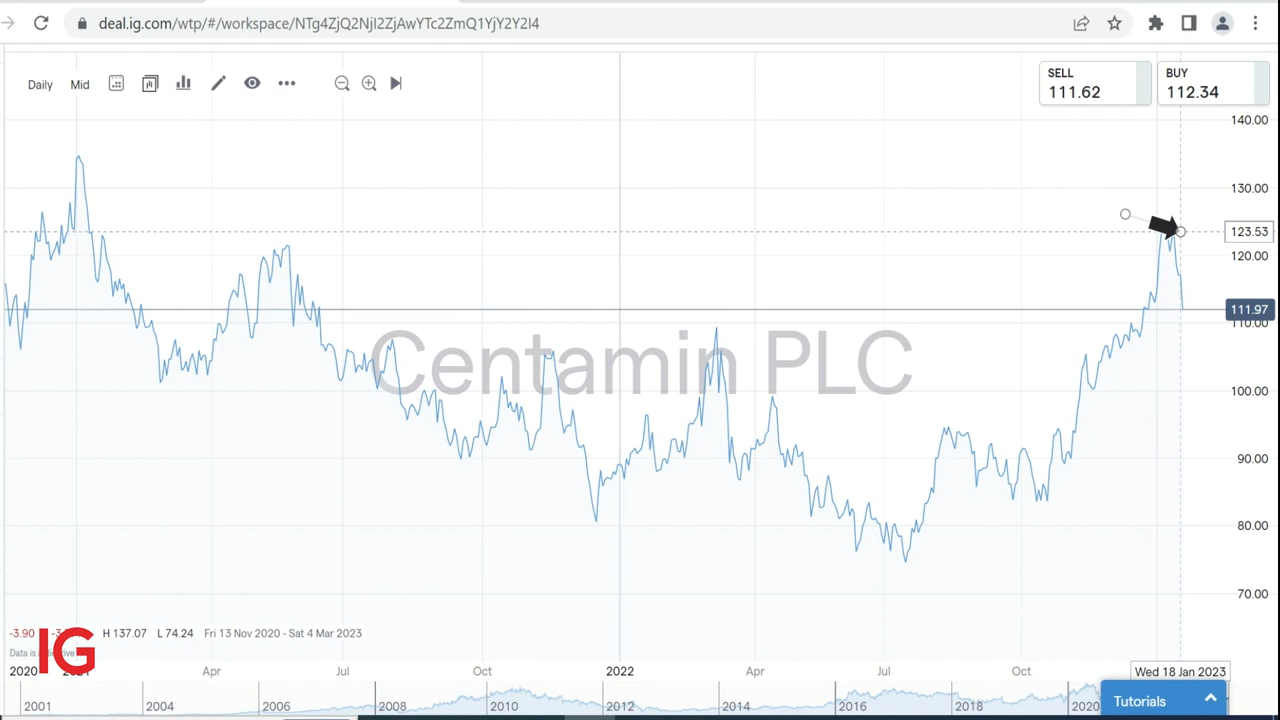 deal.ig.com/wtp/#/workspace/NTg4ZjQ2NjI2ZjAwYTc2ZmQ1YjY2Y2I4
Daily Mid
SELL
111.62
BUY
112.34
140.00
130.00
123.53
120.00
111.97
110.00
Centamin PLC
100.00
90.00
80.00
70.00
-3.90 H 137.07 L 74.24 Fri 13 Nov 2020 - Sat 4 Mar 2023
Data is
IG
2020 Apr Jul Oct 2022 Apr Jul Oct Wed 18 Jan 2023
2001 2004 2006 2008 2010 2012 2014 2016 2018 2020
Tutorials